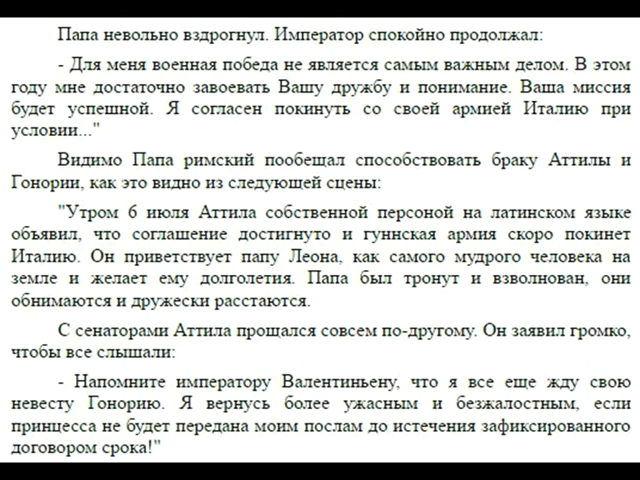 Папа невольно вздрогнул. Император спокойно продолжал:
- Для меня военная победа не является самым важным делом. В этом
году мне достаточно завоевать Вашу дружбу и понимание. Ваша миссия
будет успешной. Я согласен покинуть со своей армией Италию при
условии..."
Видимо Папа римский пообещал способствовать браку Аттилы и
Гонории, как это видно из следующей сцены:
"Утром 6 июля Аттила собственной персоной на латинском языке
объявил, что соглашение достигнуто и гуннская армия скоро покинет
Италию. Он приветствует папу Леона, как самого мудрого человека на
земле и желает ему долголетия. Папа был тронут и взволнован, они
обнимаются и дружески расстаются.
С сенаторами Аттила прощался совсем по-другому. Он заявил громко,
чтобы все слышали:
- Напомните императору Валентиньену, что я все еще жду свою
невесту Гонорию. Я вернусь более ужасным и безжалостным, если
принцесса не будет передана моим послам до истечения зафиксированного
договором срока!"